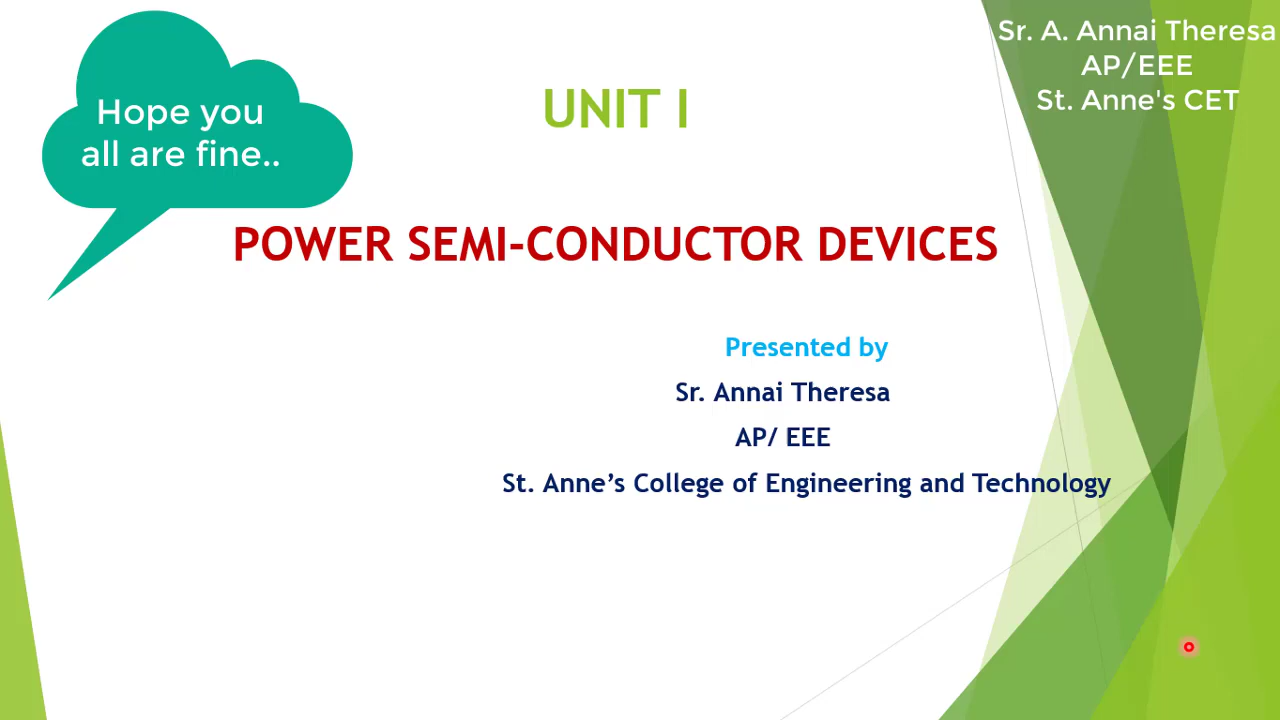 Hope you
all are fine..
Sr. A. Annai Theresa
AP/EEE
St. Anne's CET
UNIT I
POWER SEMI-CONDUCTOR DEVICES
Presented by
Sr. Annai Theresa
AP/ EEE
St. Anne’s College of Engineering and Technology